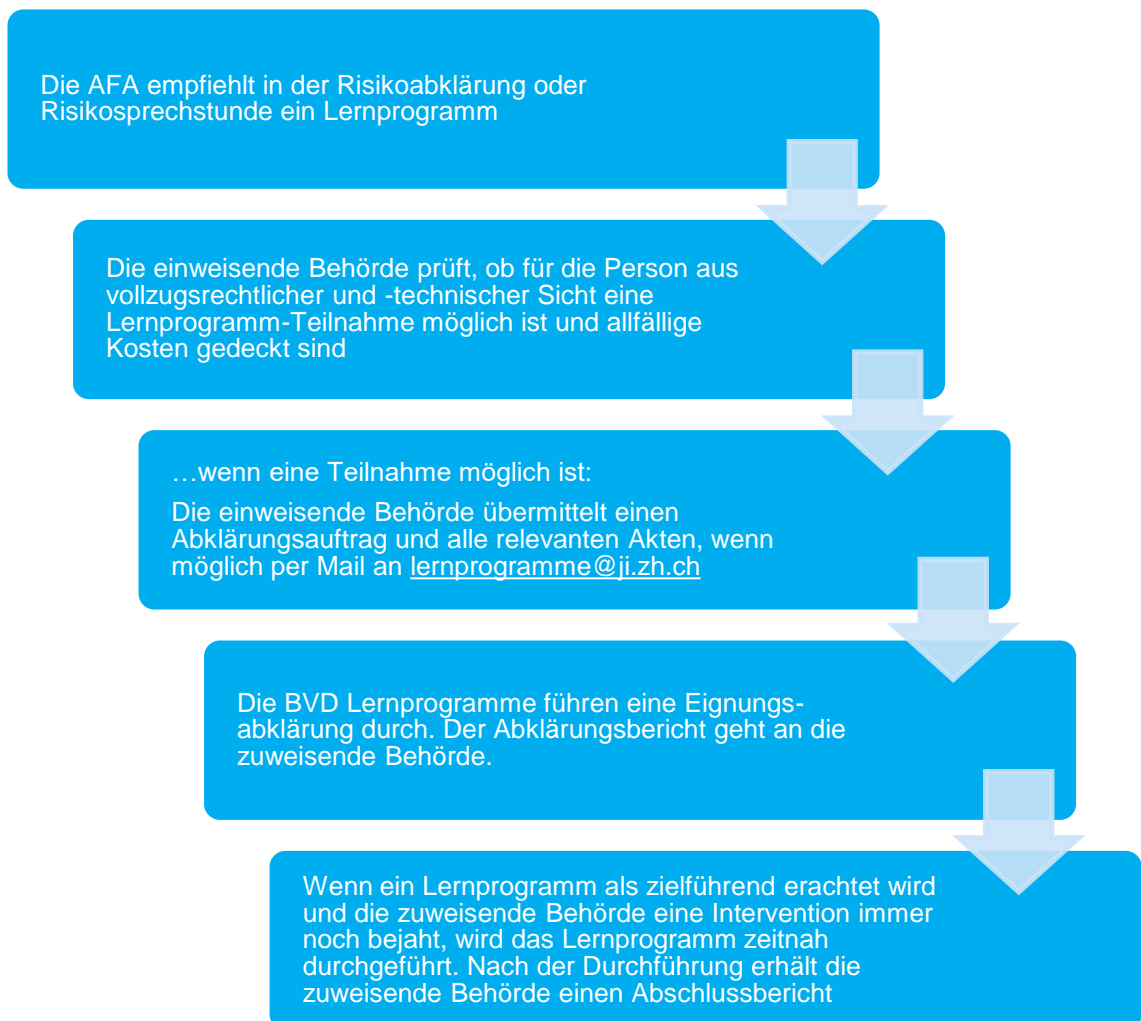 Die AFA empfiehlt in der Risikoabklärung oder
Risikosprechstunde ein Lernprogramm
Die einweisende Behörde prüft, ob für die Person aus
vollzugsrechtlicher und -technischer Sicht eine
Lernprogramm-Teilnahme möglich ist und allfällige
Kosten gedeckt sind
…wenn eine Teilnahme möglich ist:
Die einweisende Behörde übermittelt einen
Abklärungsauftrag und alle relevanten Akten, wenn
möglich per Mail an lernprogramme@ji.zh.ch
Die BVD Lernprogramme führen eine Eignungs-
abklärung durch. Der Abklärungsbericht geht an die
zuweisende Behörde.
Wenn ein Lernprogramm als zielführend erachtet wird
und die zuweisende Behörde eine Intervention immer
noch bejaht, wird das Lernprogramm zeitnah
durchgeführt. Nach der Durchführung erhält die
zuweisende Behörde einen Abschlussbericht